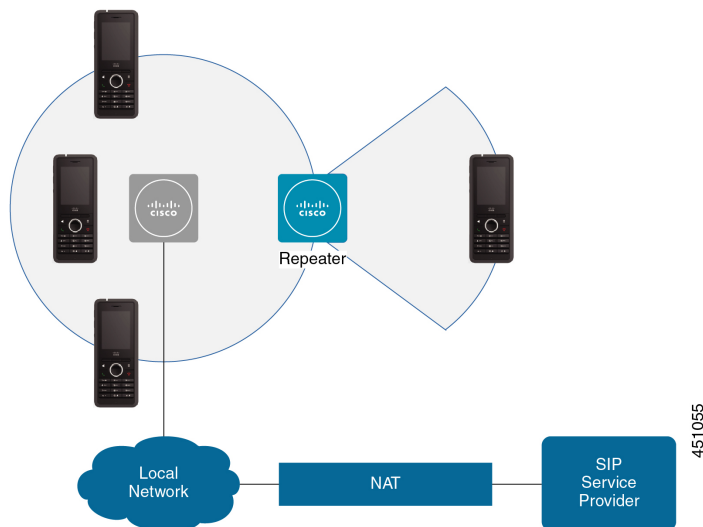 CISCO
CISCO
Repeater
Local
Network
NAT
SIP
Service
Provider
451055